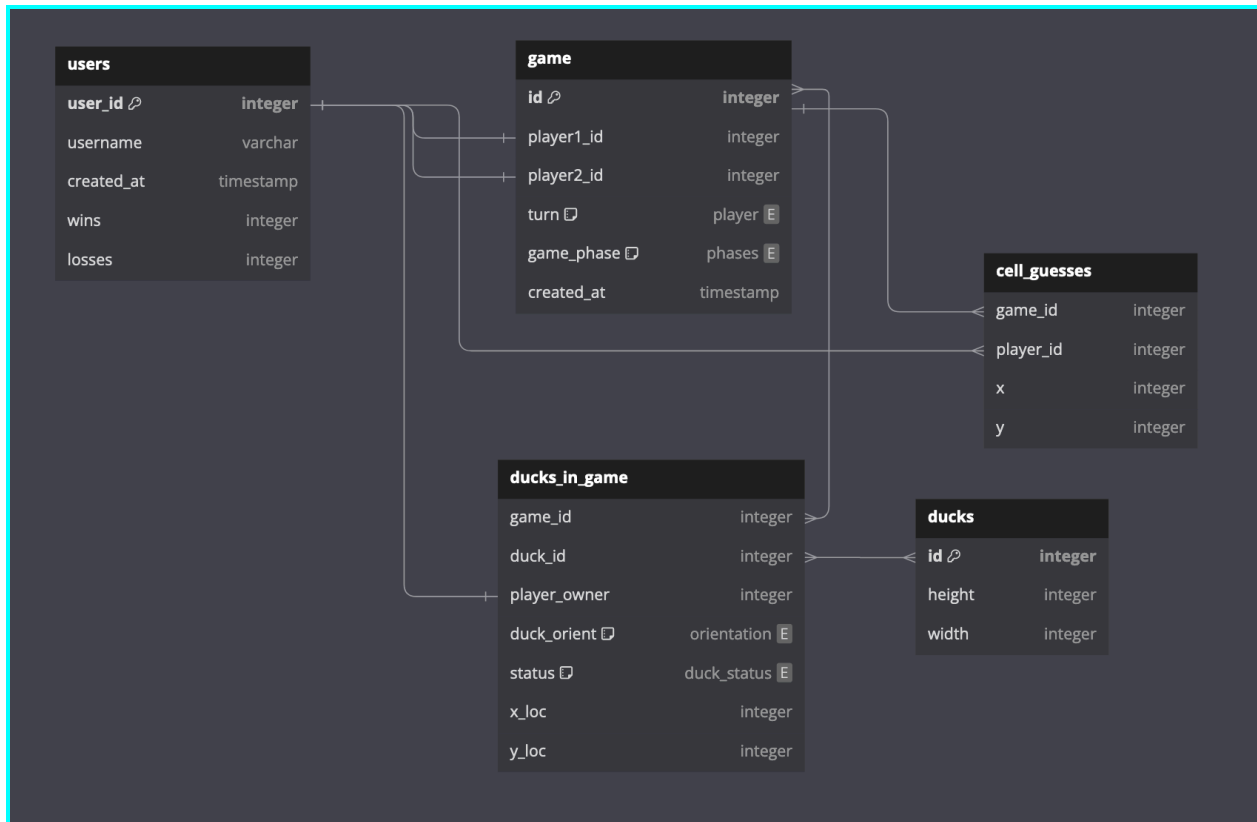 users
user_id integer
username varchar
created_at timestamp
wins integer
losses integer
game
id integer
player1_id integer
player2_id integer
turn player E
game_phase phases E
created_at timestamp
cell_guesses
game_id integer
player_id integer
x integer
y integer
ducks_in_game
game_id integer
duck_id integer
player_owner integer
duck_orient orientation E
status duck_status E
x_loc integer
y_loc integer
ducks
id integer
height integer
width integer